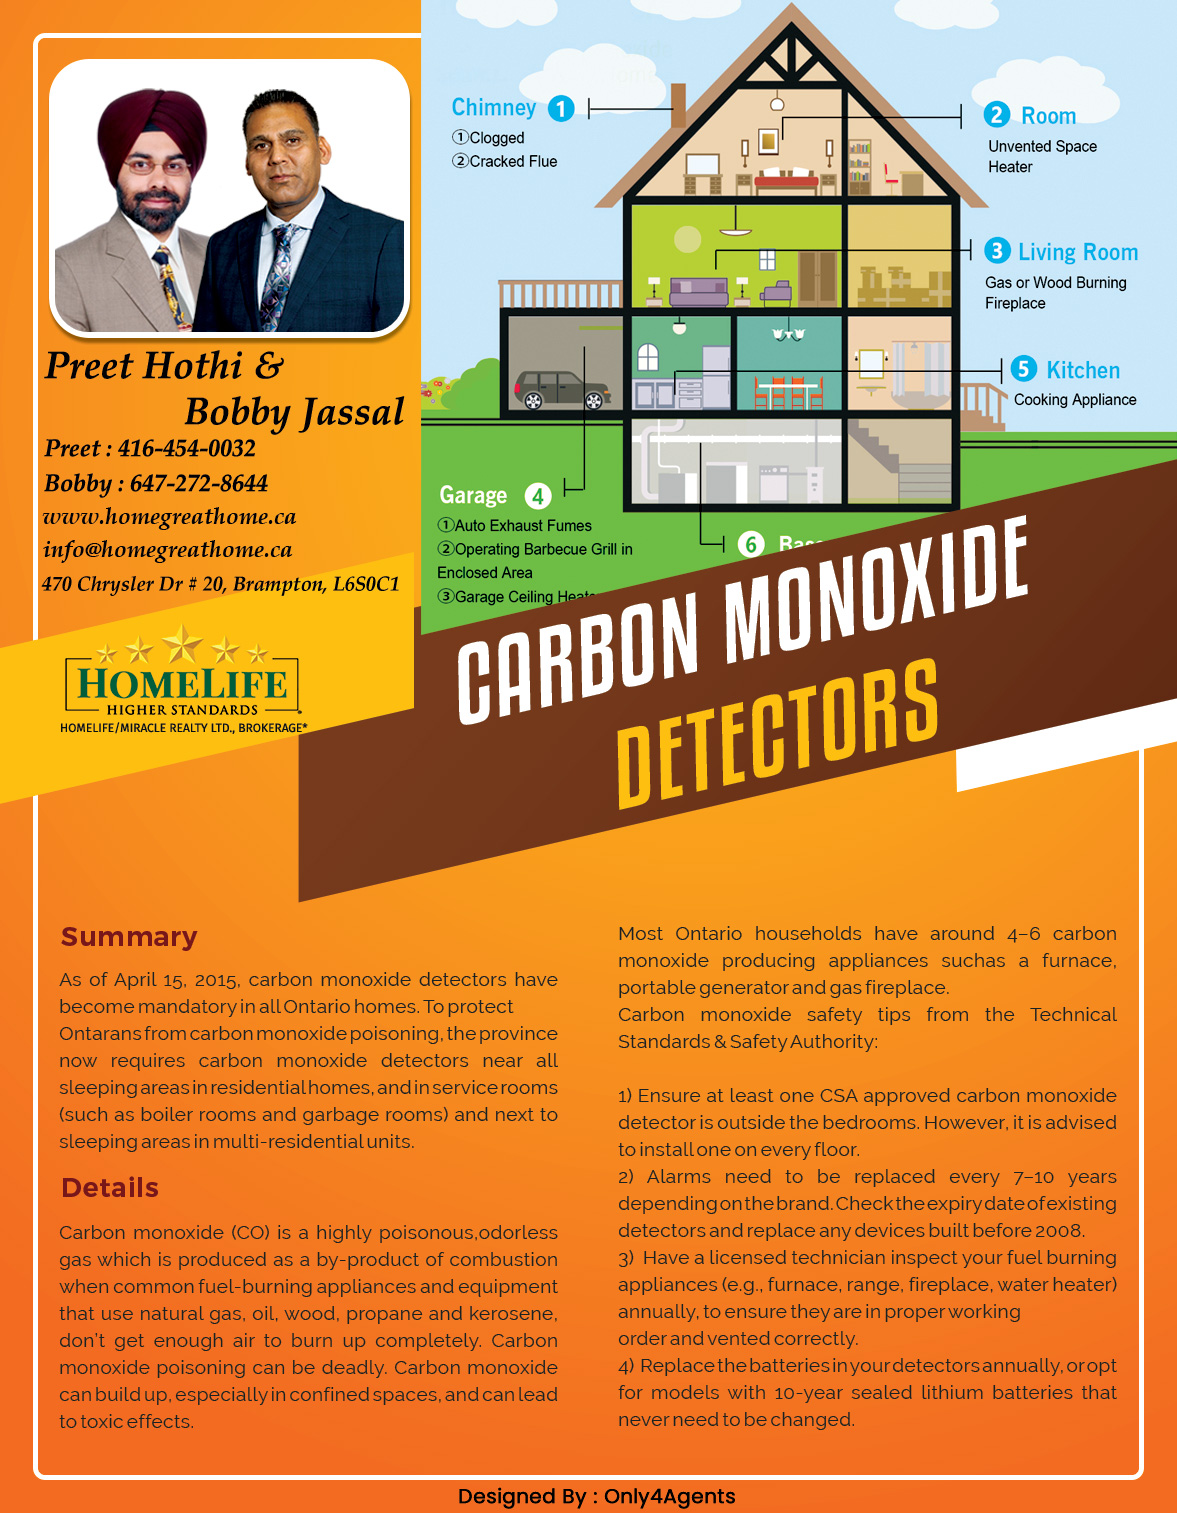 Preet Hothi &
Bobby Jassal
Preet : 416-454-0032
Bobby : 647-272-8644
www.homegreathome.ca
info@homegreathome.ca
470 Chrysler Dr # 20, Brampton, L6S0C1
HOMELIFE
HIGHER STANDARDS
HOMELIFE/MIRACLE REALTY LTD., BROKERAGE*
Chimney 1
①Clogged
②Cracked Flue
2 Room
Unvented Space
Heater
3 Living Room
Gas or Wood Burning
Fireplace
5 Kitchen
Cooking Appliance
Garage 4
①Auto Exhaust Fumes
②Operating Barbecue Grill in
Enclosed Area
③Garage Ceiling
6
CARBON MONOXIDE
DETECTORS
Summary
As of April 15, 2015, carbon monoxide detectors have
become mandatory in all Ontario homes. To protect
Ontarans from carbon monoxide poisoning, the province
now requires carbon monoxide detectors near all
sleeping areas in residential homes, and in service rooms
(such as boiler rooms and garbage rooms) and next to
sleeping areas in multi-residential units.
Details
Carbon monoxide (CO) is a highly poisonous,odorless
gas which is produced as a by-product of combustion
when common fuel-burning appliances and equipment
that use natural gas, oil, wood, propane and kerosene,
don't get enough air to burn up completely. Carbon
monoxide poisoning can be deadly. Carbon monoxide
can build up, especially in confined spaces, and can lead
to toxic effects.
Most Ontario households have around 4–6 carbon
monoxide producing appliances suchas a furnace,
portable generator and gas fireplace.
Carbon monoxide safety tips from the Technical
Standards & Safety Authority:
1) Ensure at least one CSA approved carbon monoxide
detector is outside the bedrooms. However, it is advised
to install one on every floor.
2) Alarms need to be replaced every 7–10 years
depending on the brand. Check the expiry date of existing
detectors and replace any devices built before 2008.
3) Have a licensed technician inspect your fuel burning
appliances (e.g., furnace, range, fireplace, water heater)
annually, to ensure they are in proper working
order and vented correctly.
4) Replace the batteries in your detectors annually, or opt
for models with 10-year sealed lithium batteries that
never need to be changed.
Designed By : Only4Agents